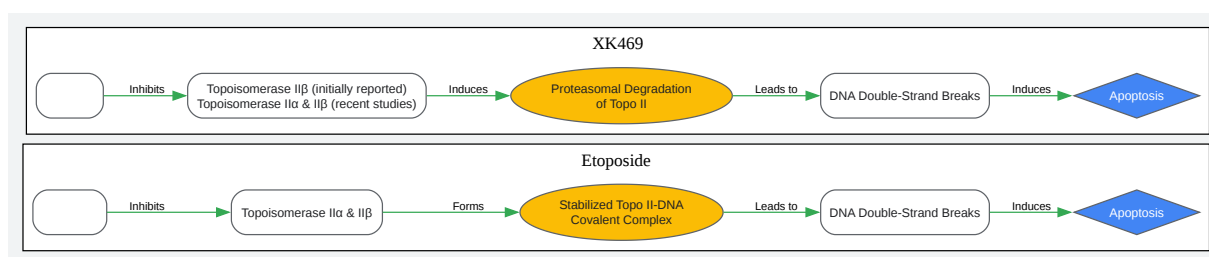 XK469
Inhibits
Topoisomerase IIβ (initially reported)
Topoisomerase IIα & IIβ (recent studies)
Induces
Proteasomal Degradation
of Topo II
Leads to
DNA Double-Strand Breaks
Induces
Apoptosis
Etoposide
Inhibits
Topoisomerase IIα & IIβ
Forms
Stabilized Topo II-DNA
Covalent Complex
Leads to
DNA Double-Strand Breaks
Induces
Apoptosis